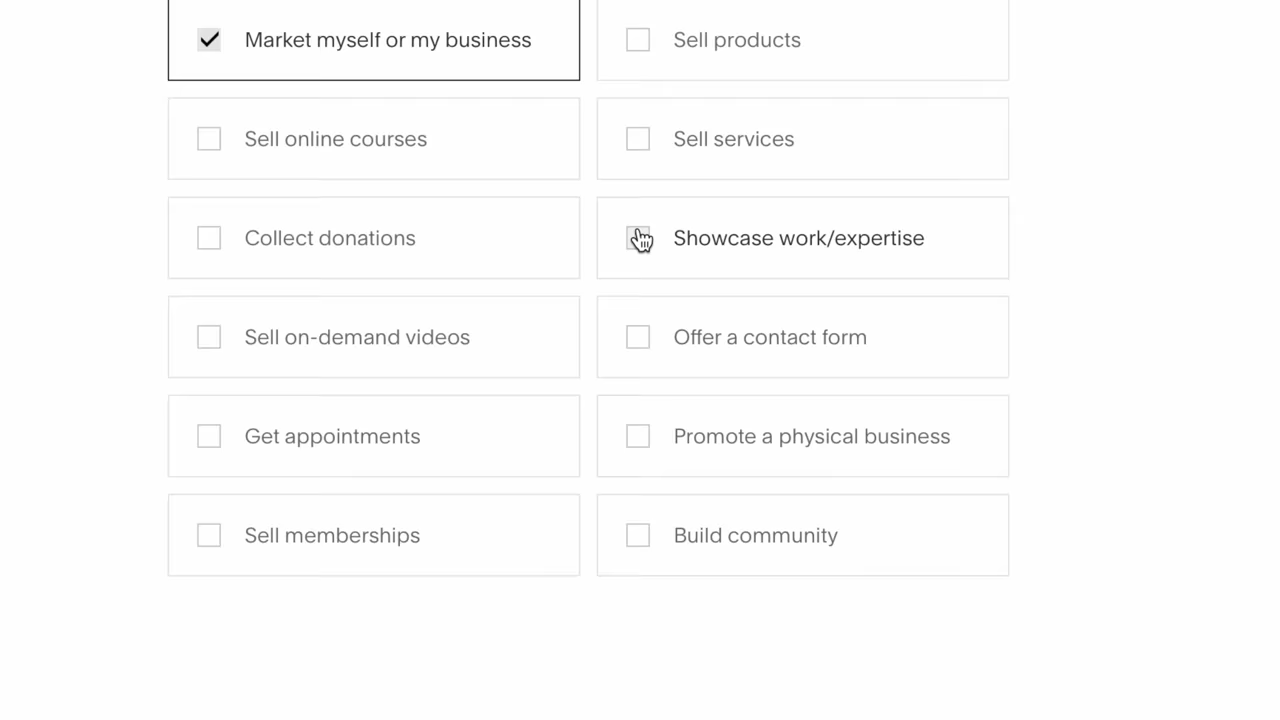 Market myself or my business
Sell products
Sell online courses
Sell services
Collect donations
Showcase work/expertise
Sell on-demand videos
Offer a contact form
Get appointments
Promote a physical business
Sell memberships
Build community